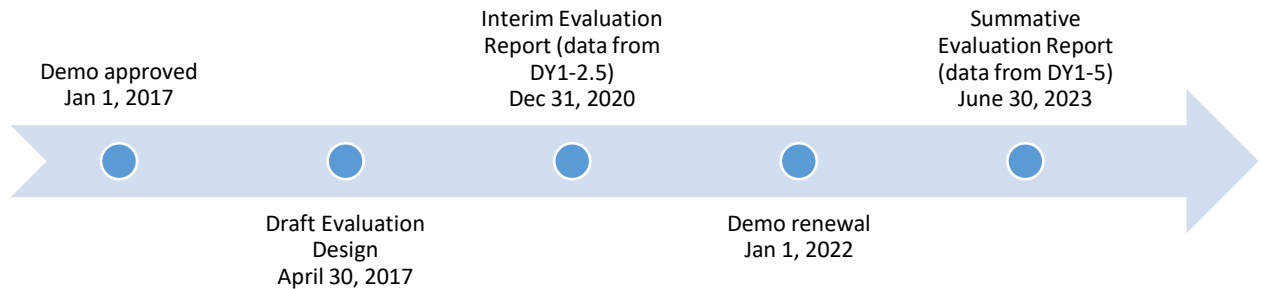 Demo approved
Jan 1, 2017
Draft Evaluation
Design
April 30, 2017
Interim Evaluation
Report (data from
DY1-2.5)
Dec 31, 2020
Demo renewal
Jan 1, 2022
Summative
Evaluation Report
(data from DY1-5)
June 30, 2023